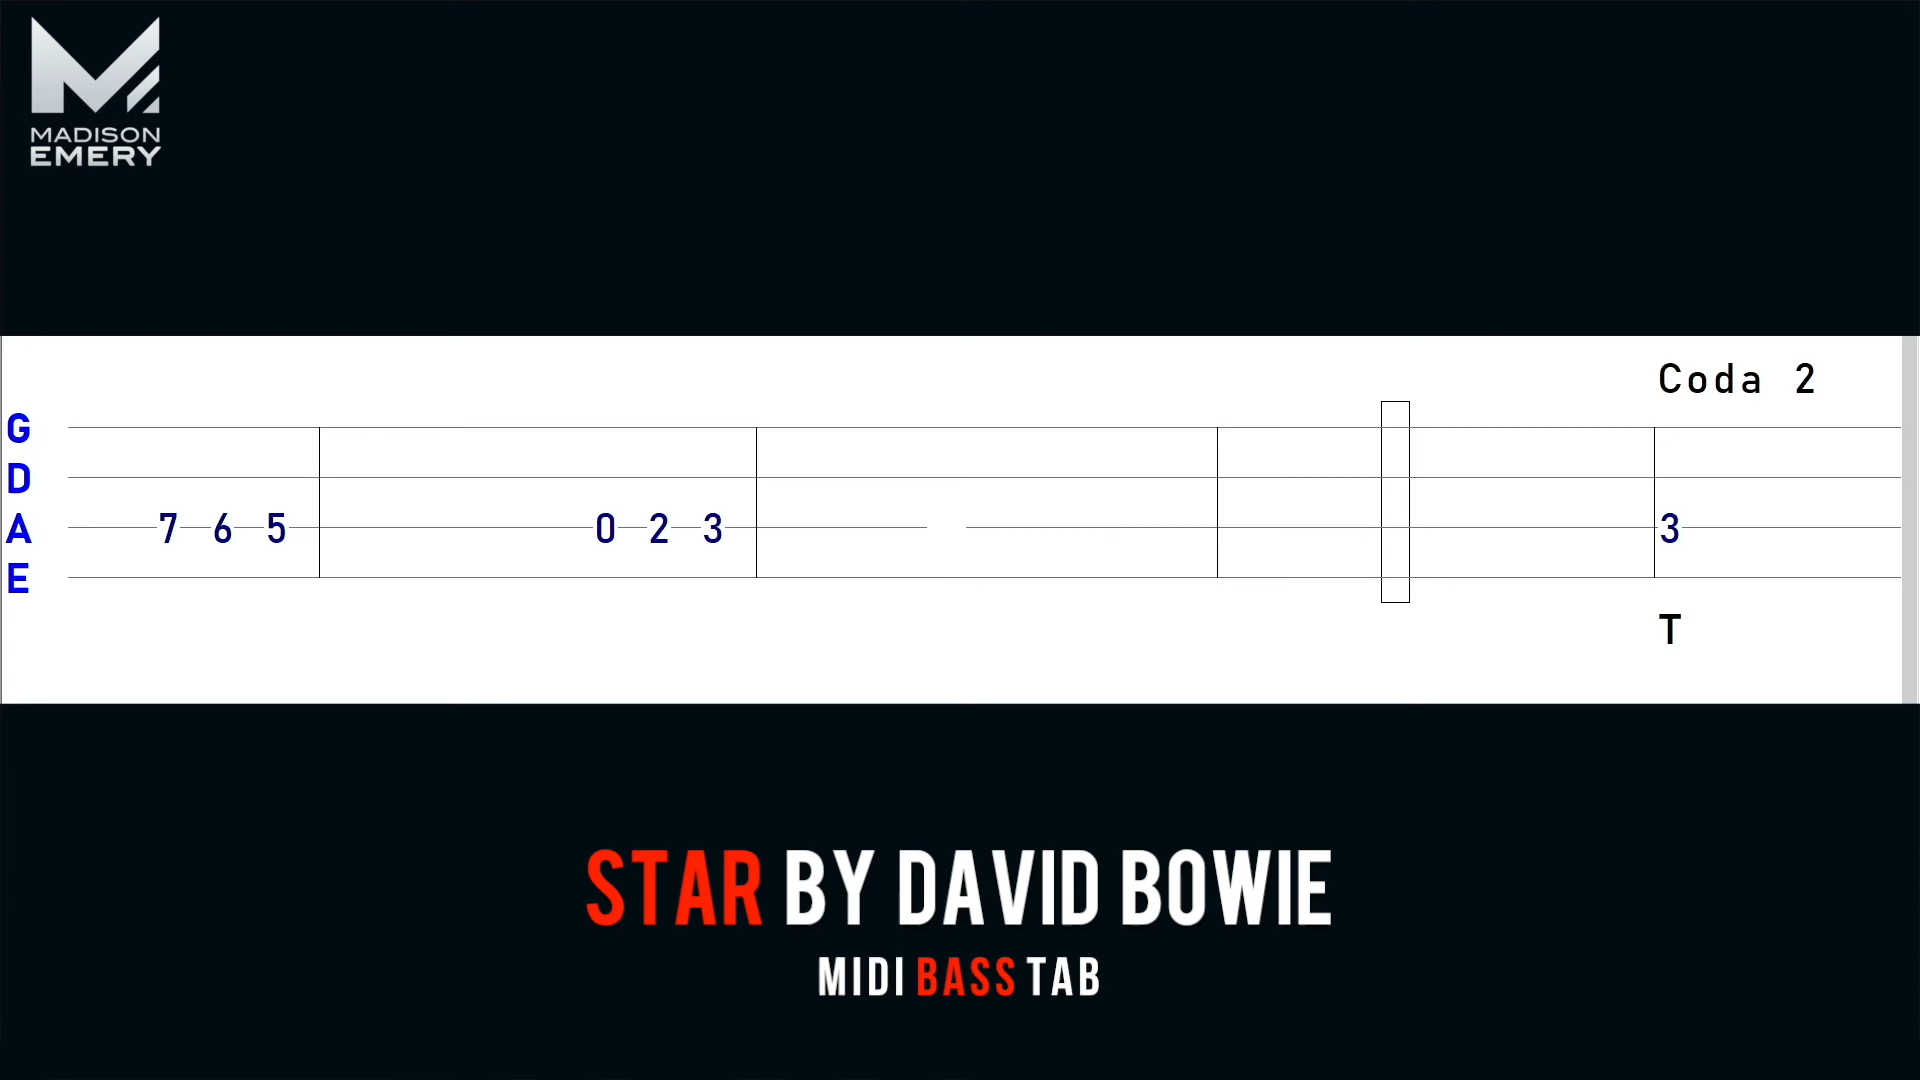 MADISON
EMERY
Coda 2
G
D
A 7 6 5 0 2 3 3
E
T
STAR BY DAVID BOWIE
MIDI BASS TAB